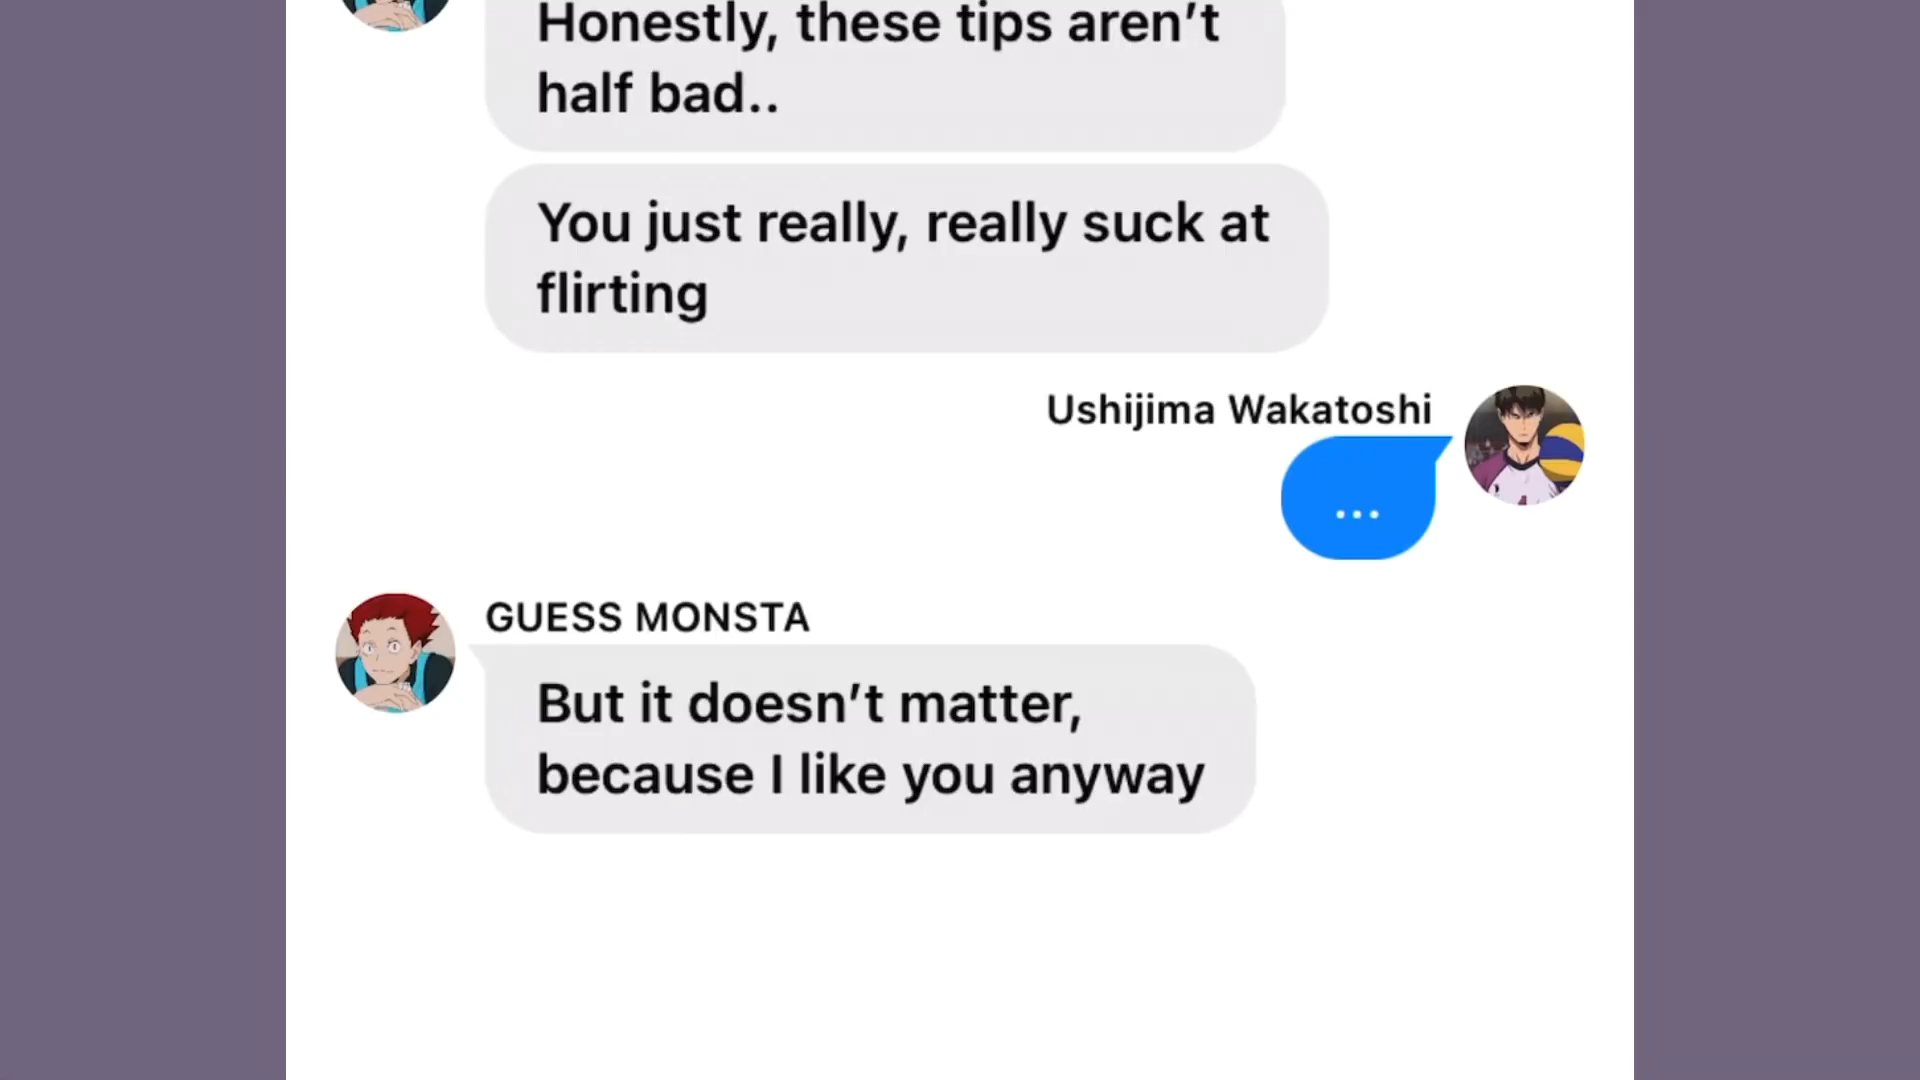 Honestly, these tips aren’t
half bad..
You just really, really suck at
flirting
Ushijima Wakatoshi
...
GUESS MONSTA
But it doesn’t matter,
because I like you anyway